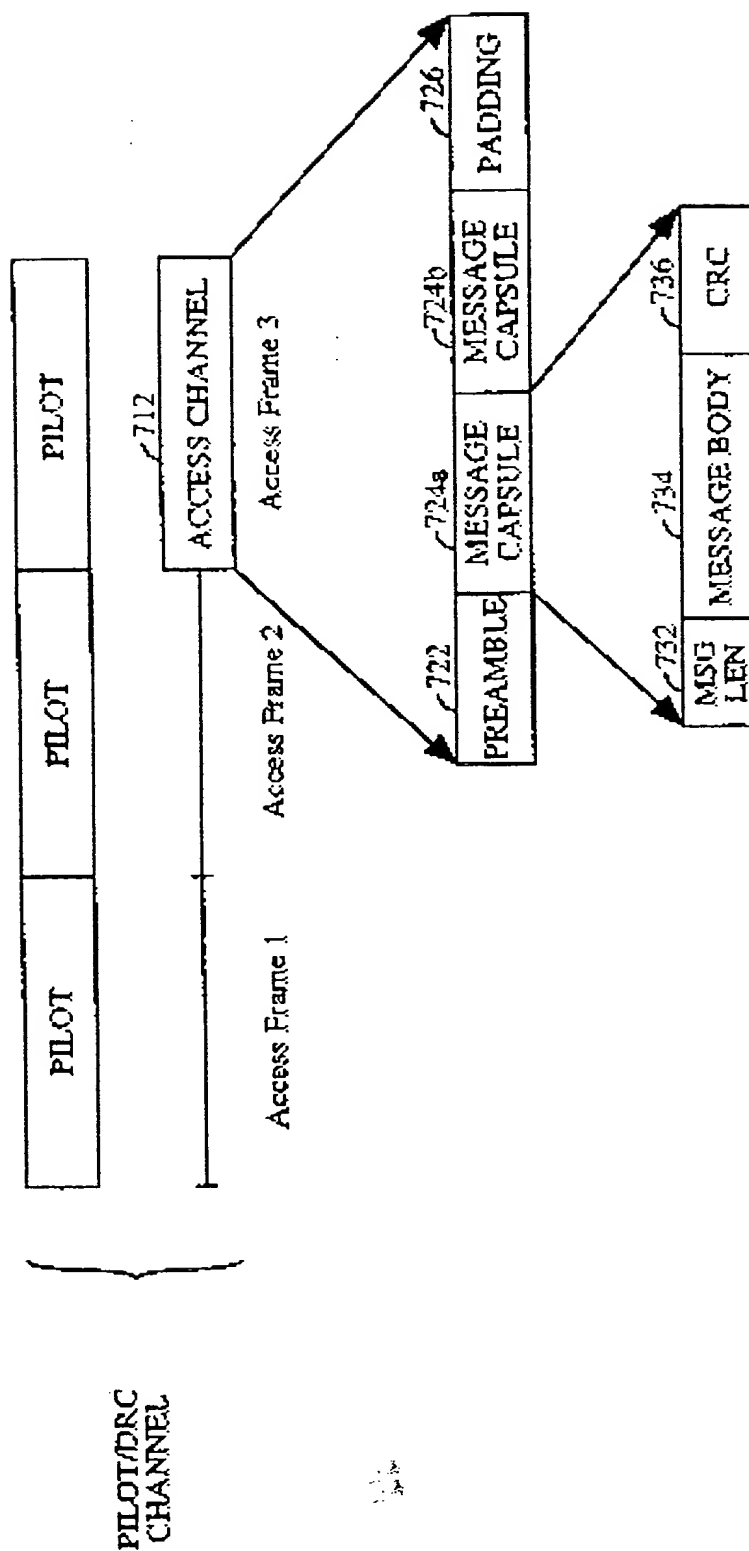 PILOT/DRC
CHANNEL
PILOT
PILOT
PILOT
712
ACCESS CHANNEL
Access Frame 1
Access Frame 2
Access Frame 3
722
724a
724b
726
PREAMBLE
MESSAGE
CAPSULE
MESSAGE
CAPSULE
PADDING
732
734
736
MSG
LEN
MESSAGE BODY
CRC